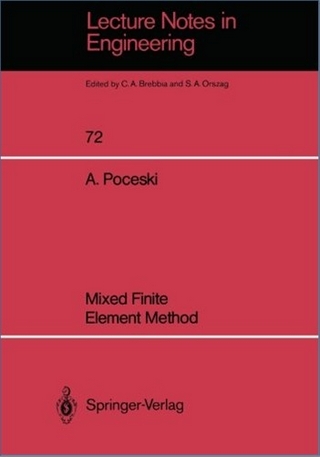 Lecture Notes in
Engineering
Edited by C. A. Brebbia and S. A. Orszag
72
A. Poceski
Mixed Finite
Element Method
Springer-Verlag